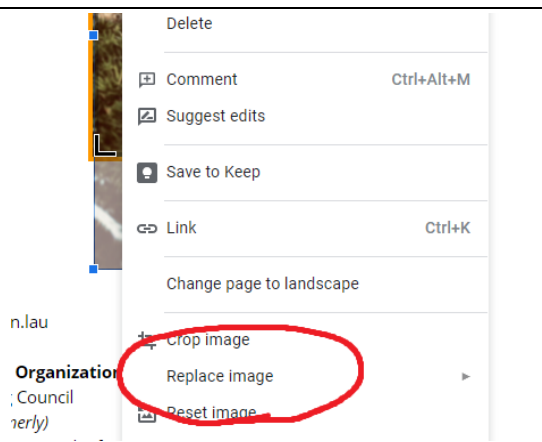 Delete
Comment Ctrl+Alt+M
Suggest edits
Save to Keep
Link Ctrl+K
Change page to landscape
n.lau
Crop image
Organization
Replace image
Council
Reset image